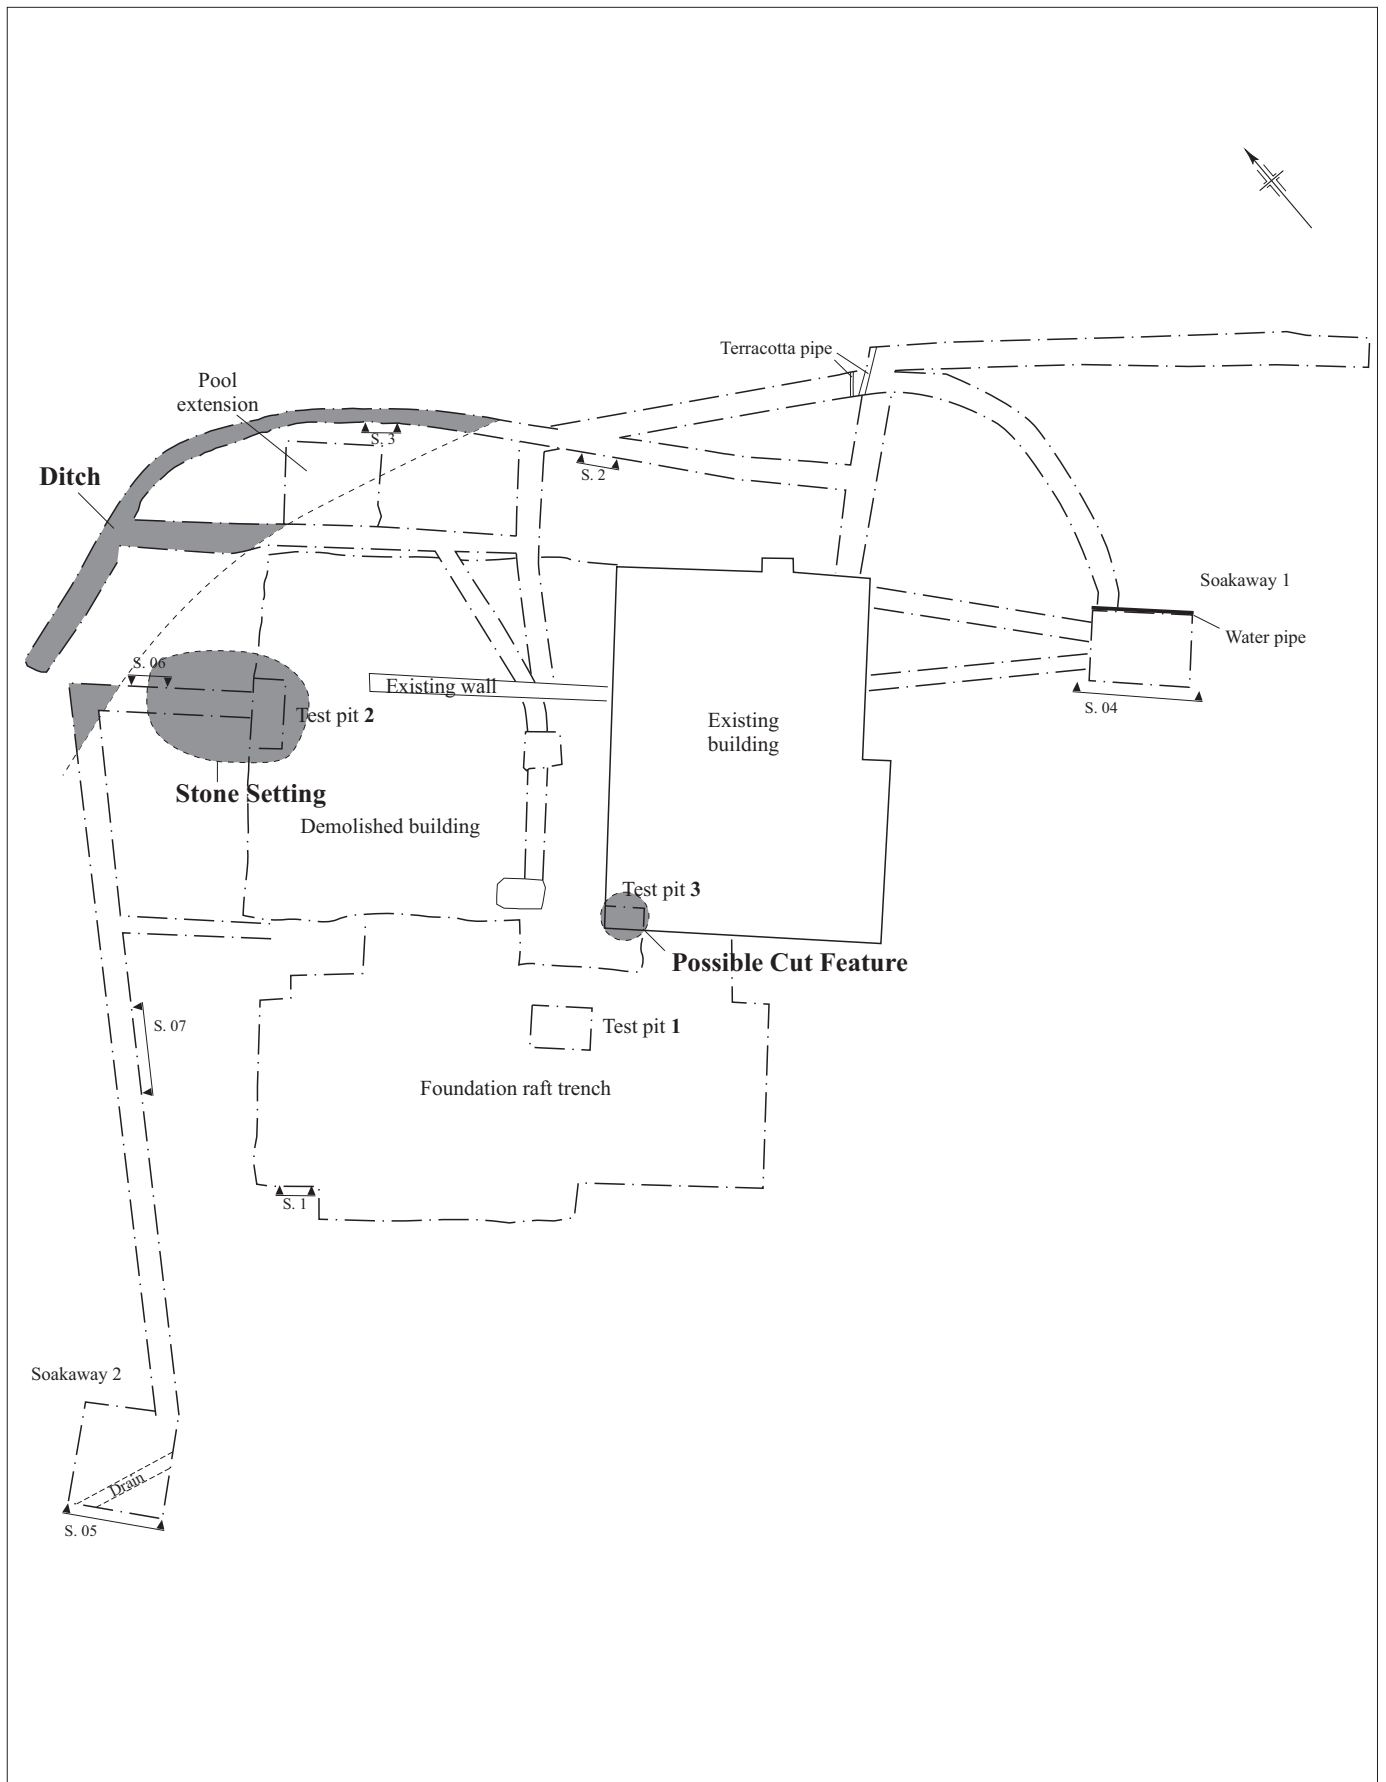 Terracotta pipe
Pool
extension
S. 3
Ditch
S. 2
Soakaway 1
Water pipe
S. 06
Existing wall
S. 04
Test pit 2
Existing
building
Stone Setting
Demolished building
Test pit 3
Possible Cut Feature
S. 07
Test pit 1
Foundation raft trench
S. 1
Soakaway 2
Drain
S. 05